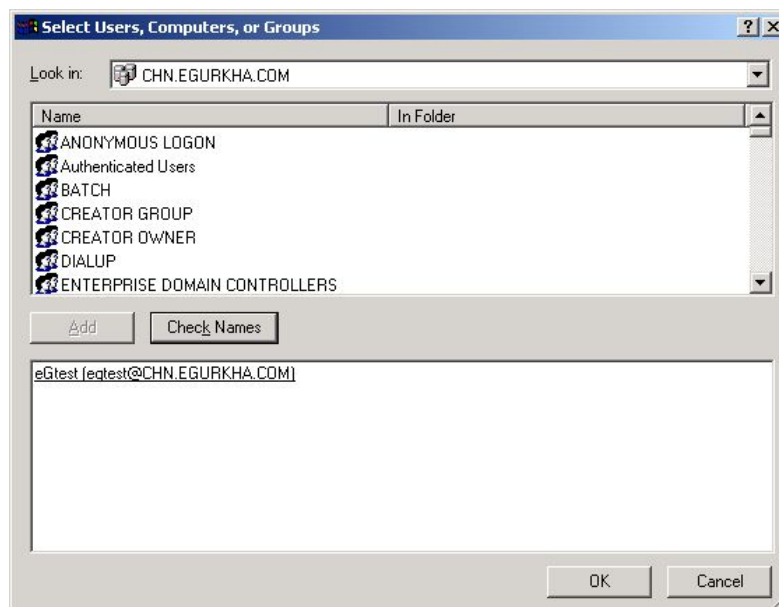 Select Users, Computers, or Groups
Look in: CHN.EGURKHA.COM
Name In Folder
ANONYMOUS LOGON
Authenticated Users
BATCH
CREATOR GROUP
CREATOR OWNER
DIALUP
ENTERPRISE DOMAIN CONTROLLERS
Add Check Names
eGtest (eqtest@CHN.EGURKHA.COM)
OK Cancel